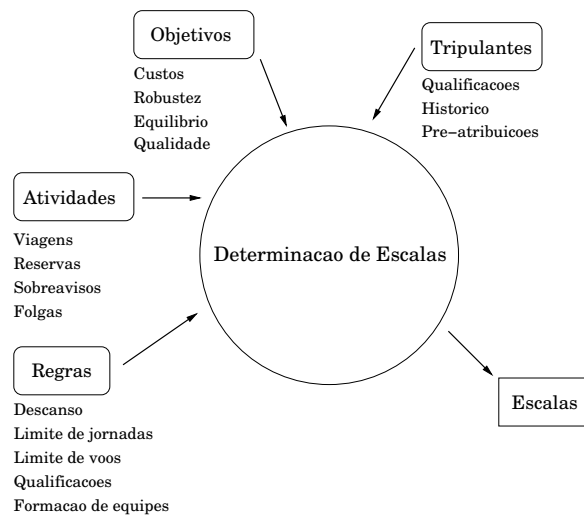 Objetivos
Custos
Robustez
Equilibrio
Qualidade
Tripulantes
Qualificacoes
Historico
Pre−atribuicoes
Atividades
Viagens
Reservas
Sobreavisos
Folgas
Determinacao de Escalas
Regras
Descanso
Limite de jornadas
Limite de voos
Qualificacoes
Formacao de equipes
Escalas